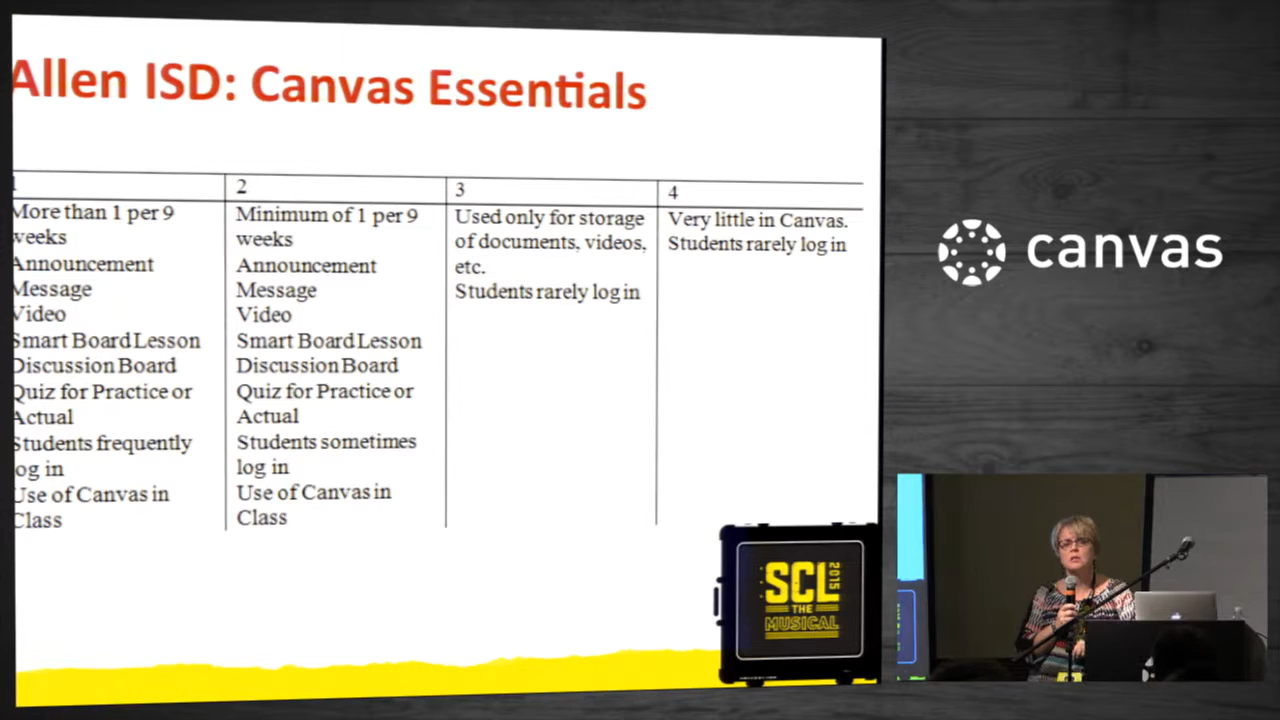 Allen ISD: Canvas Essentials
1
More than 1 per 9
weeks
Announcement
Message
Video
Smart Board Lesson
Discussion Board
Quiz for Practice or
Actual
Students frequently
log in
Use of Canvas in
Class
2
Minimum of 1 per 9
weeks
Announcement
Message
Video
Smart Board Lesson
Discussion Board
Quiz for Practice or
Actual
Students sometimes
log in
Use of Canvas in
Class
3
Used only for storage
of documents, videos,
etc.
Students rarely log in
4
Very little in Canvas.
Students rarely log in
SCL
2015
THE
MUSICAL
canvas